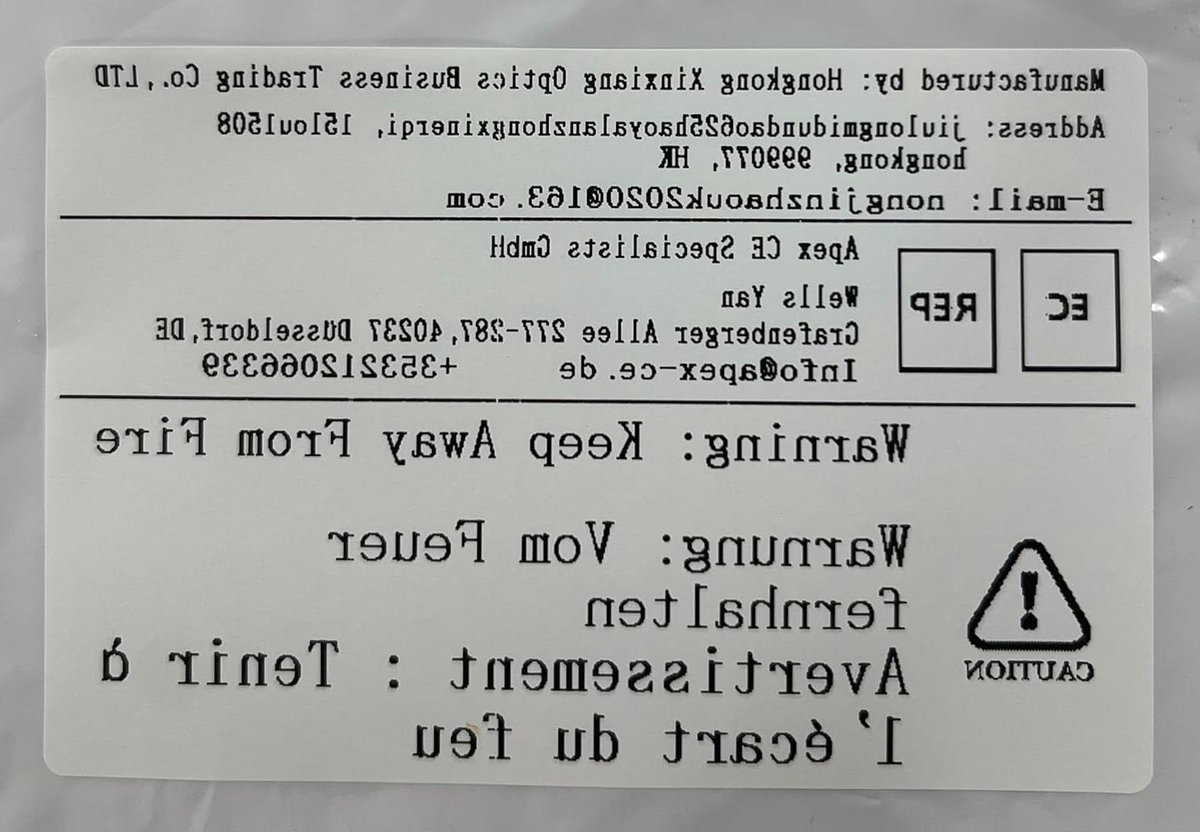 Manufactured by: Hongkong Xinxiang Optics Business Trading Co.,LTD
Address: jiulongmidundao625haoyalanzhongxinerqi, 15lou1508
hongkong, 999077, HK
E-mail: nongjinzhaouk2020@163.com
EC REP
Apex CE Specialists GmbH
Wells Yan
Grafenberger Allee 277-287, 40237 Düsseldorf, DE
Info@apex-ce.de +353212066339
Warning: Keep Away From Fire
Warnung: Vom Feuer
fernhalten
Avertissement : Tenir à
l'écart du feu
CAUTION